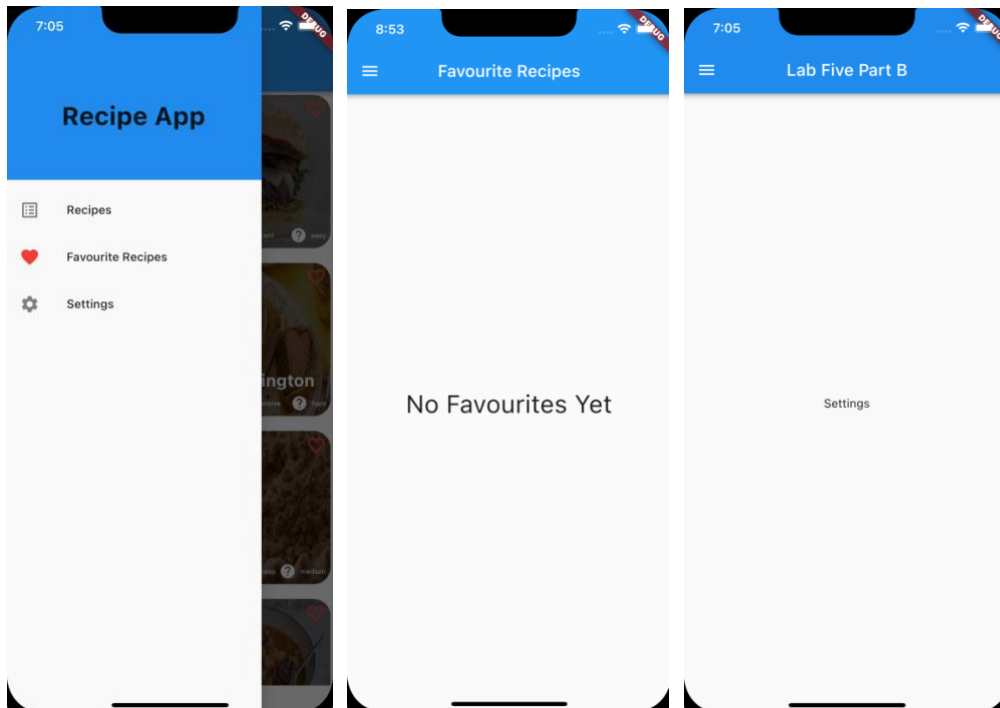 7:05
DEBUG
Recipe App
easy
Recipes
Favourite Recipes
Settings
ington
hard
medium
8:53
DEBUG
Favourite Recipes
No Favourites Yet
7:05
DEBUG
Lab Five Part B
Settings